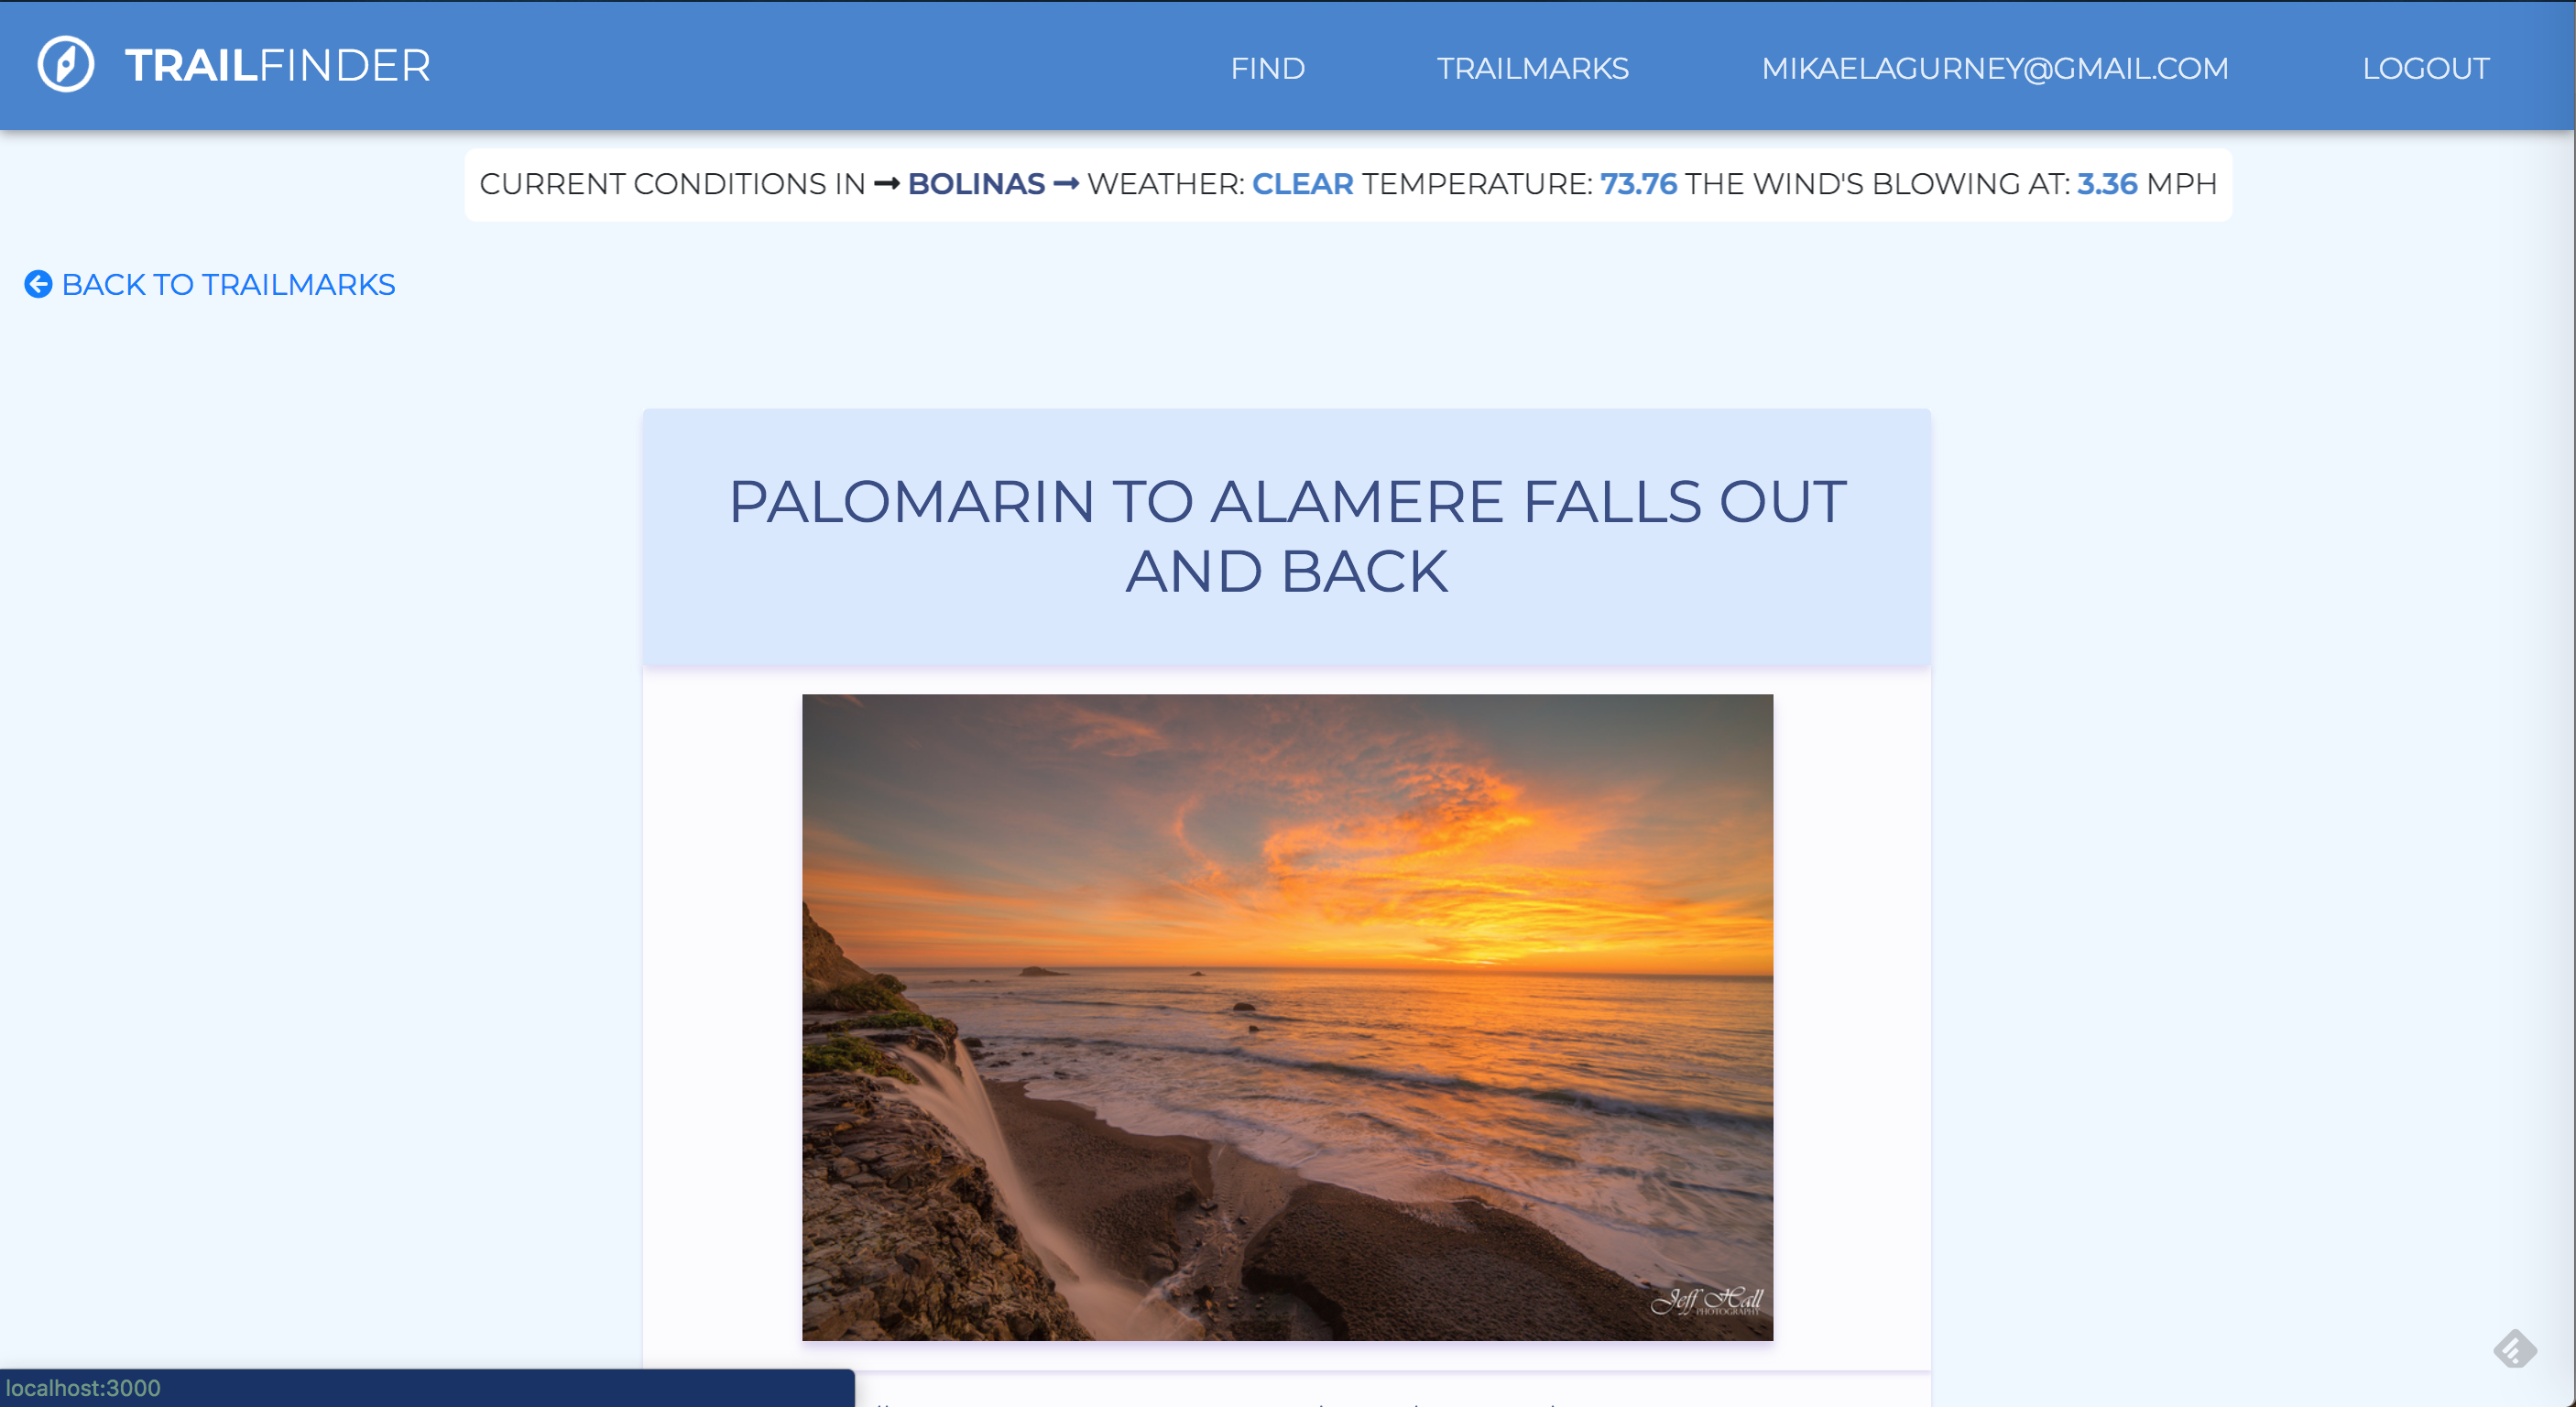 TRAILFINDER FIND TRAILMARKS MIKAELAGURNEY@GMAIL.COM LOGOUT
CURRENT CONDITIONS IN → BOLINAS → WEATHER: CLEAR TEMPERATURE: 73.76 THE WIND'S BLOWING AT: 3.36 MPH
BACK TO TRAILMARKS
PALOMARIN TO ALAMERE FALLS OUT
AND BACK
Jeff Hall
PHOTOGRAPHY
localhost:3000